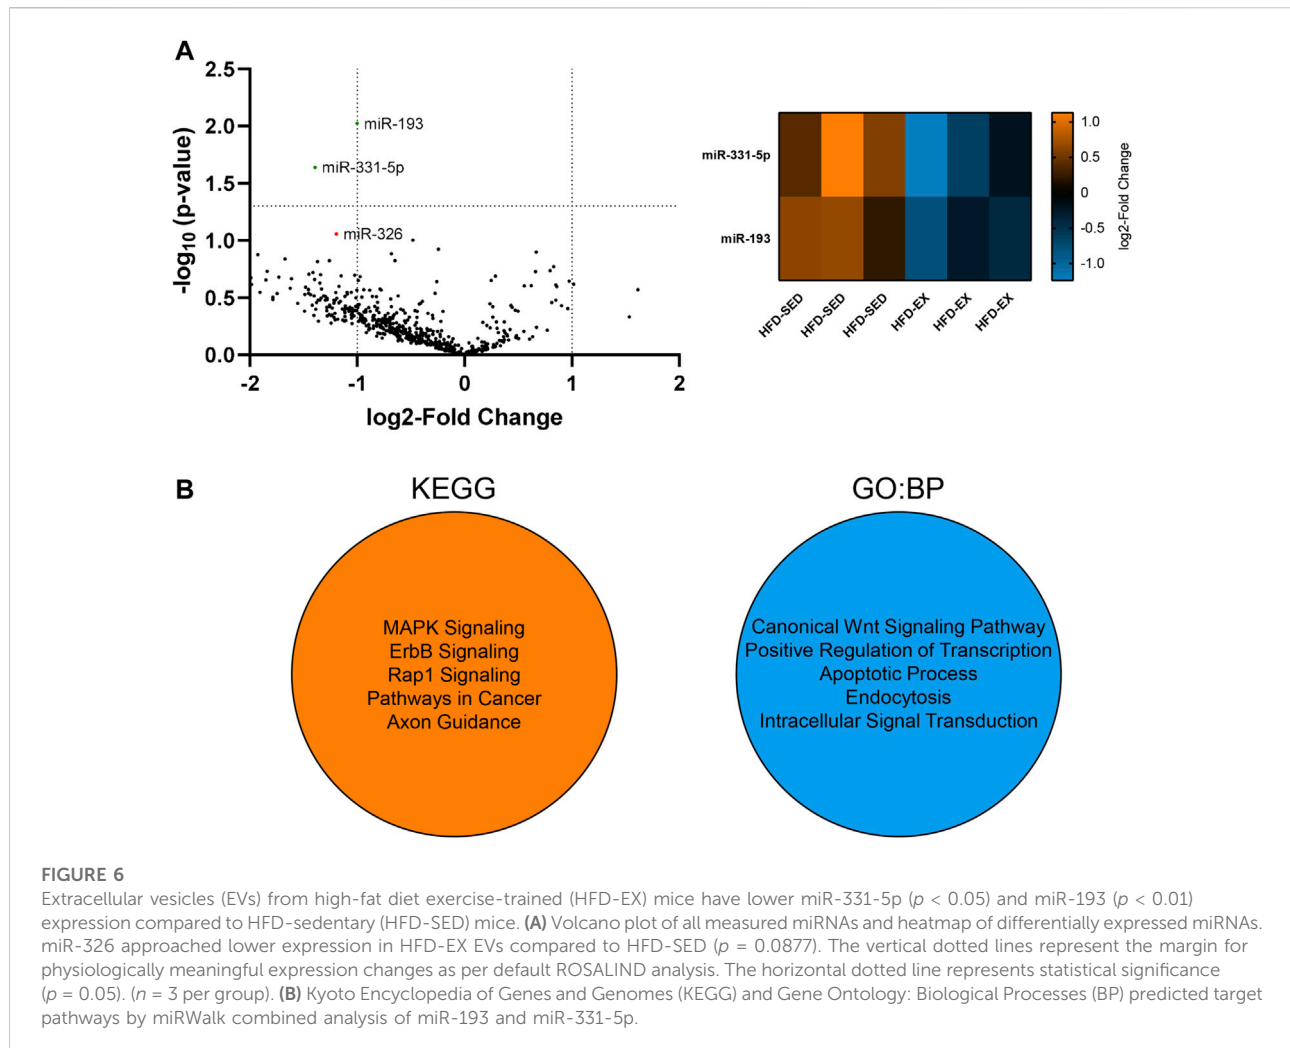 A
2.5
2.0
1.5
1.0
0.5
0.0
-log10 (p-value)
miR-193
miR-331-5p
miR-326
-2
-1
0
1
2
log2-Fold Change
miR-331-5p
miR-193
HFD-SED
HFD-SED
HFD-SED
HFD-EX
HFD-EX
HFD-EX
1.0
0.5
0
-0.5
-1.0
log2-Fold Change
B
KEGG
MAPK Signaling
ErbB Signaling
Rap1 Signaling
Pathways in Cancer
Axon Guidance
GO:BP
Canonical Wnt Signaling Pathway
Positive Regulation of Transcription
Apoptotic Process
Endocytosis
Intracellular Signal Transduction
FIGURE 6
Extracellular vesicles (EVs) from high-fat diet exercise-trained (HFD-EX) mice have lower miR-331-5p (p < 0.05) and miR-193 (p < 0.01)
expression compared to HFD-sedentary (HFD-SED) mice. (A) Volcano plot of all measured miRNAs and heatmap of differentially expressed miRNAs.
miR-326 approached lower expression in HFD-EX EVs compared to HFD-SED (p = 0.0877). The vertical dotted lines represent the margin for
physiologically meaningful expression changes as per default ROSALIND analysis. The horizontal dotted line represents statistical significance
(p = 0.05). (n = 3 per group). (B) Kyoto Encyclopedia of Genes and Genomes (KEGG) and Gene Ontology: Biological Processes (BP) predicted target
pathways by miRWalk combined analysis of miR-193 and miR-331-5p.